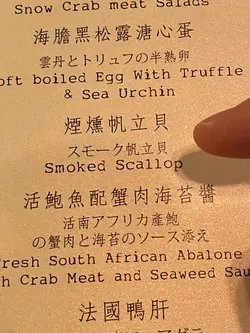 Snow Crab meat Salads
海膽黑松露溏心蛋
雲丹とトリュフの半熟卵
oft boiled Egg With Truffle
& Sea Urchin
煙燻帆立貝
スモーク帆立貝
Smoked Scallop
活鮑魚配蟹肉海苔醬
活南アフリカ産鮑
の蟹肉と海苔のソース添え
Fresh South African Abalone
h Crab Meat and Seaweed Sau
法國鴨肝